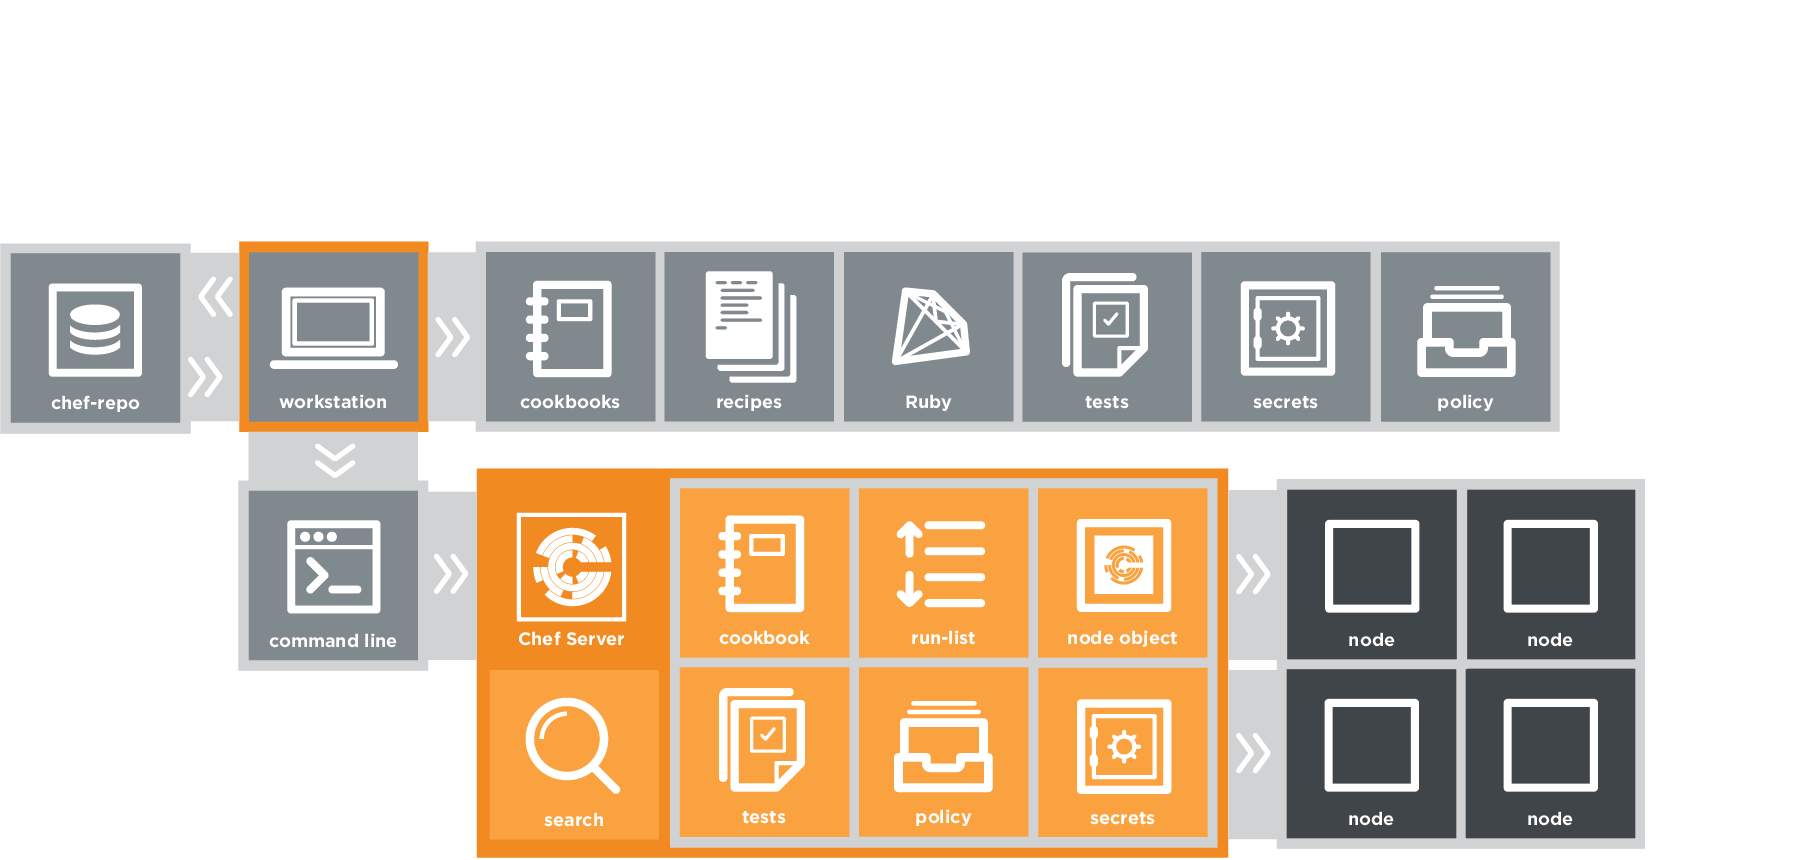 chef-repo
workstation
cookbooks
recipes
Ruby
tests
secrets
policy
command line
Chef Server
cookbook
run-list
node object
node
node
search
tests
policy
secrets
node
node